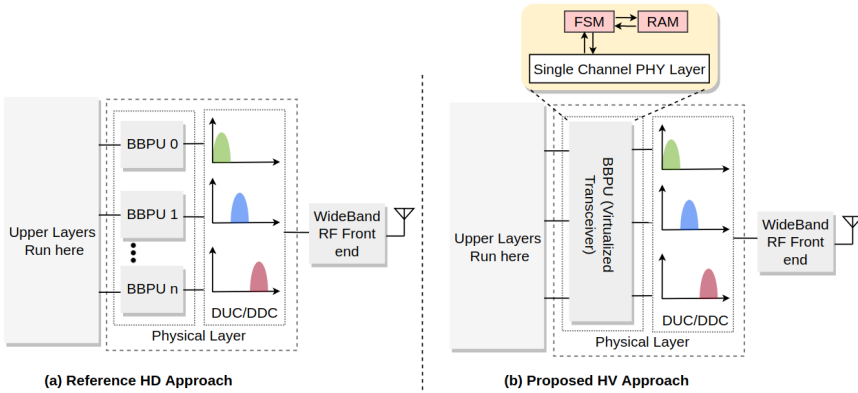 Upper Layers
Run here
BBPU 0
BBPU 1
BBPU n
DUC/DDC
Physical Layer
WideBand
RF Front
end
(a) Reference HD Approach
FSM
RAM
Single Channel PHY Layer
Upper Layers
Run here
BBPU (Virtualized
Transceiver)
DUC/DDC
Physical Layer
WideBand
RF Front
end
(b) Proposed HV Approach